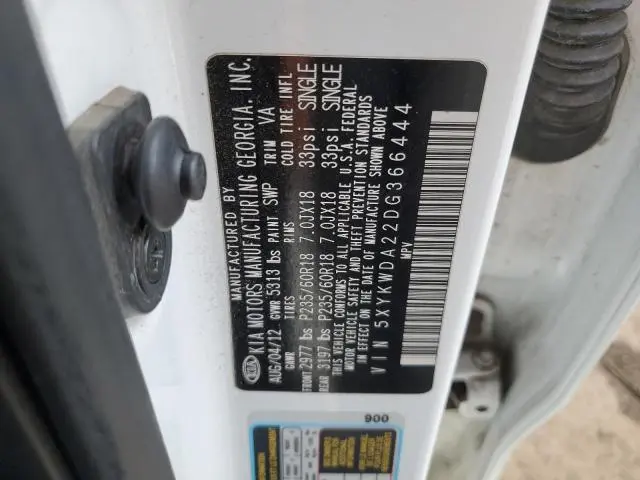 MANUFACTURED BY
KIA KIA MOTORS MANUFACTURING GEORGIA. INC.
AUG/04/12 GVWR 5313 lbs PAINT SWP TRIM VA
GAWR TIRES RIMS COLD TIRE INFL
FRONT 2977 lbs P235/60R18 7.0JX18 33psi SINGLE
REAR 3197 lbs P235/60R18 7.0JX18 33psi SINGLE
THIS VEHICLE CONFORMS TO ALL APPLICABLE U.S.A. FEDERAL
MOTOR VEHICLE SAFETY AND THEFT PREVENTION STANDARDS
IN EFFECT ON THE DATE OF MANUFACTURE SHOWN ABOVE
VIN 5XYKWDA22DG366444
MPV
900